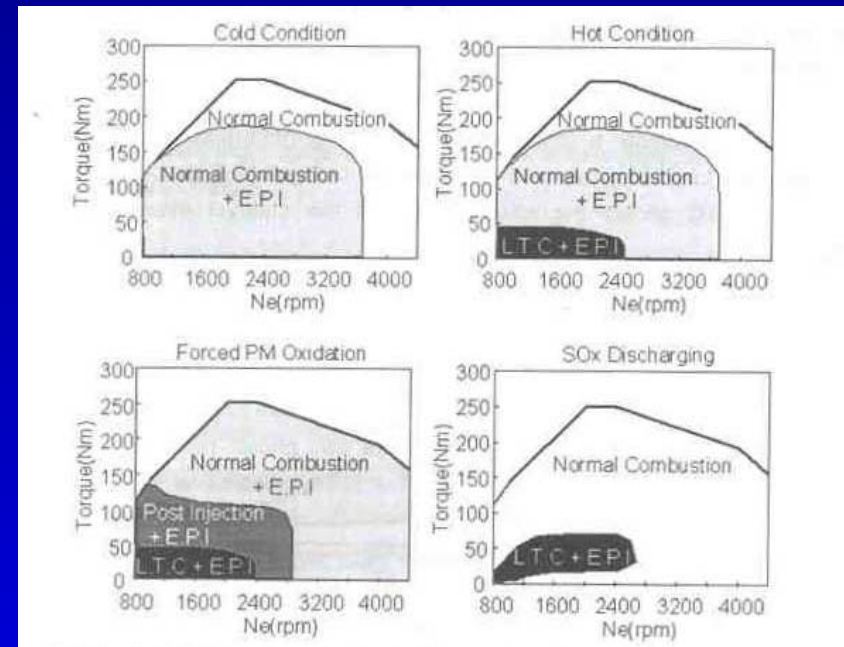 Cold Condition
300
250
200
150
100
50
0
Torque(Nm)
Normal Combustion
Normal Combustion
+ E.P.I
800 1600 2400 3200 4000
Ne(rpm)
Hot Condition
300
250
200
150
100
50
0
Torque(Nm)
Normal Combustion
Normal Combustion
+ E.P.I
L T C + E P I
800 1600 2400 3200 4000
Ne(rpm)
Forced PM Oxidation
300
250
200
150
100
50
0
Torque(Nm)
Normal Combustion
+ E.P.I
Post Injection
+ E.P.I
L T C + E P I
800 1600 2400 3200 4000
Ne(rpm)
SOx Discharging
300
250
200
150
100
50
0
Torque(Nm)
Normal Combustion
L T C + E P I
800 1600 2400 3200 4000
Ne(rpm)